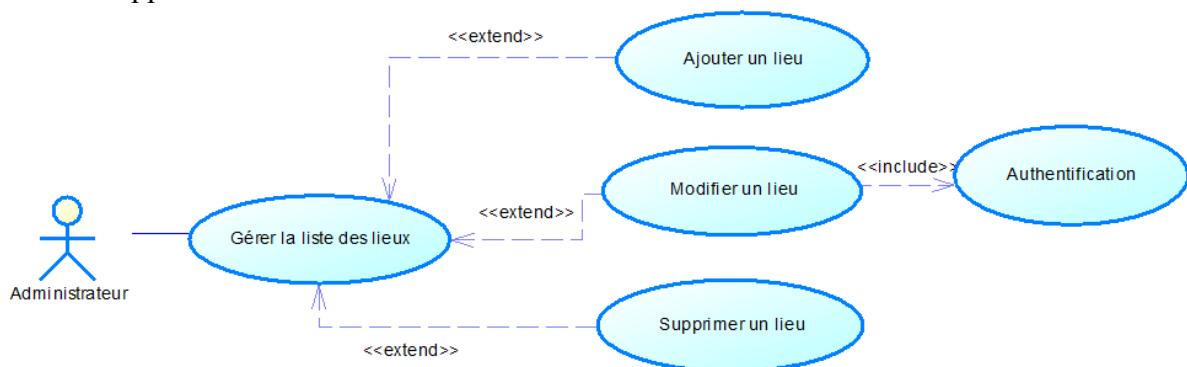 <<extend>>
Ajouter un lieu
<<include>>
Authentification
Modifier un lieu
<<extend>>
Gérer la liste des lieux
Administrateur
Supprimer un lieu
<<extend>>